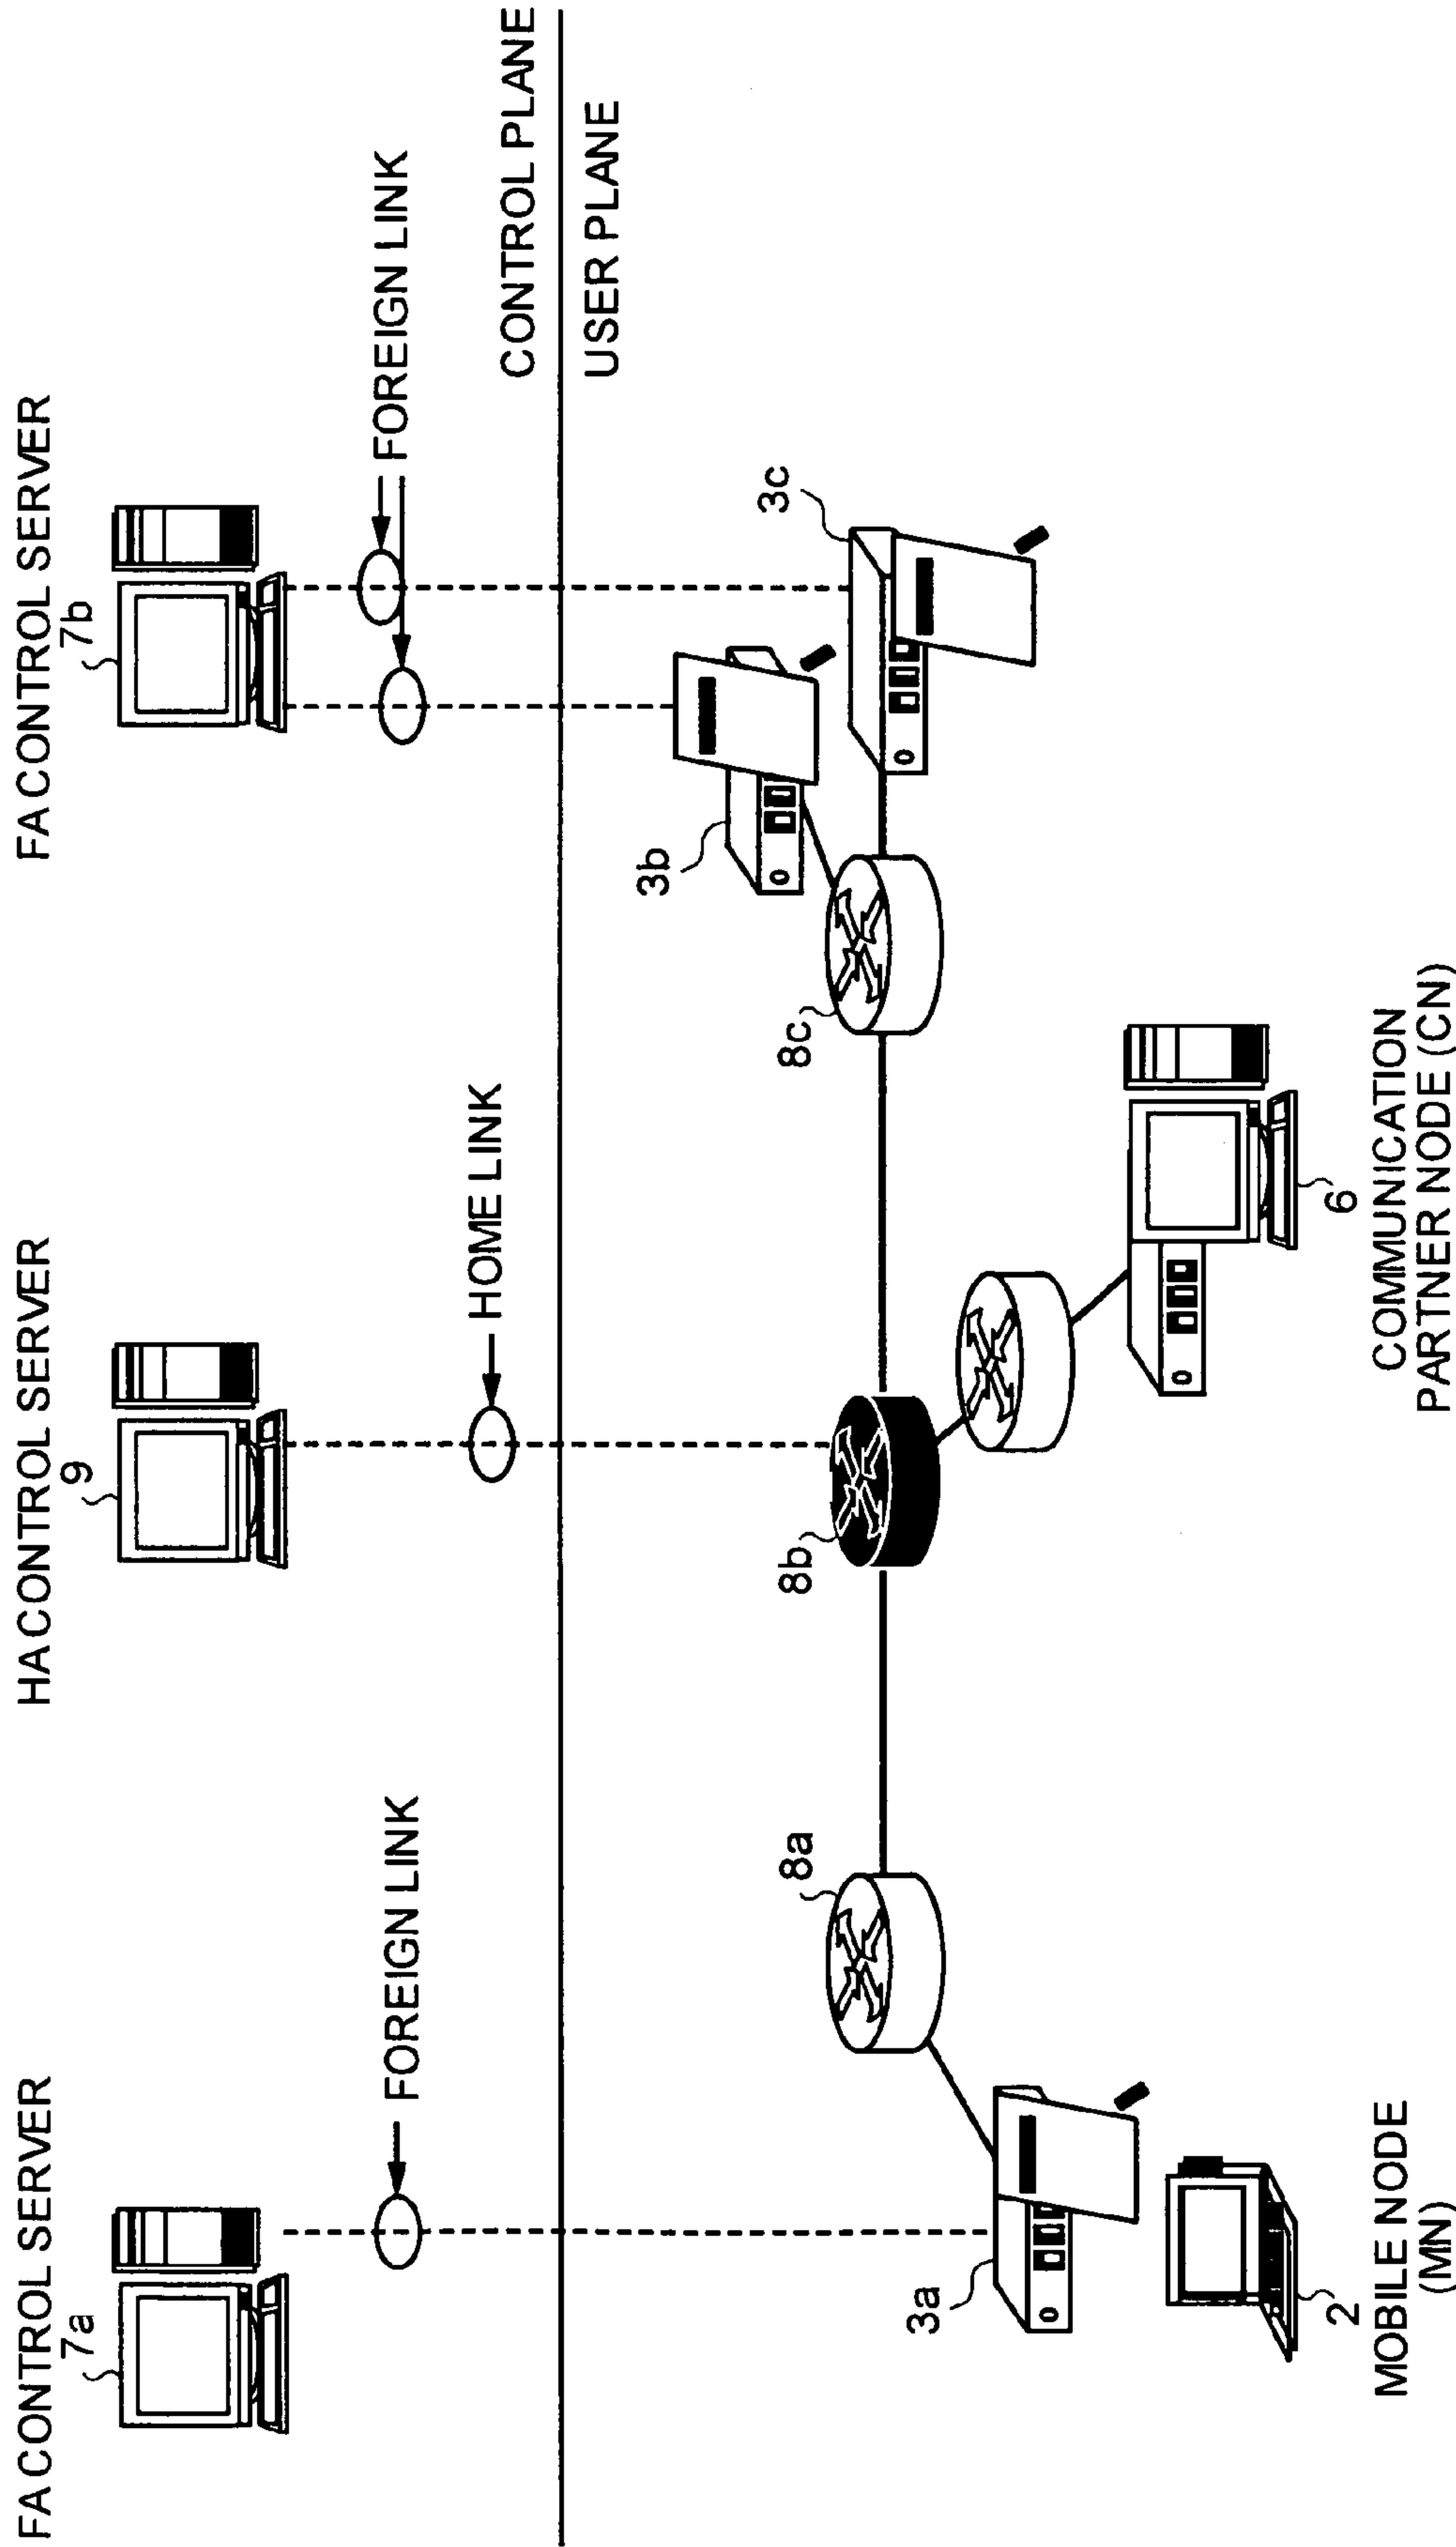 FA CONTROL SERVER
7a
HA CONTROL SERVER
9
FA CONTROL SERVER
7b
FOREIGN LINK
HOME LINK
FOREIGN LINK
CONTROL PLANE
USER PLANE
3a
8a
8b
8c
3b
3c
2
MOBILE NODE
(MN)
6
COMMUNICATION
PARTNER NODE (CN)